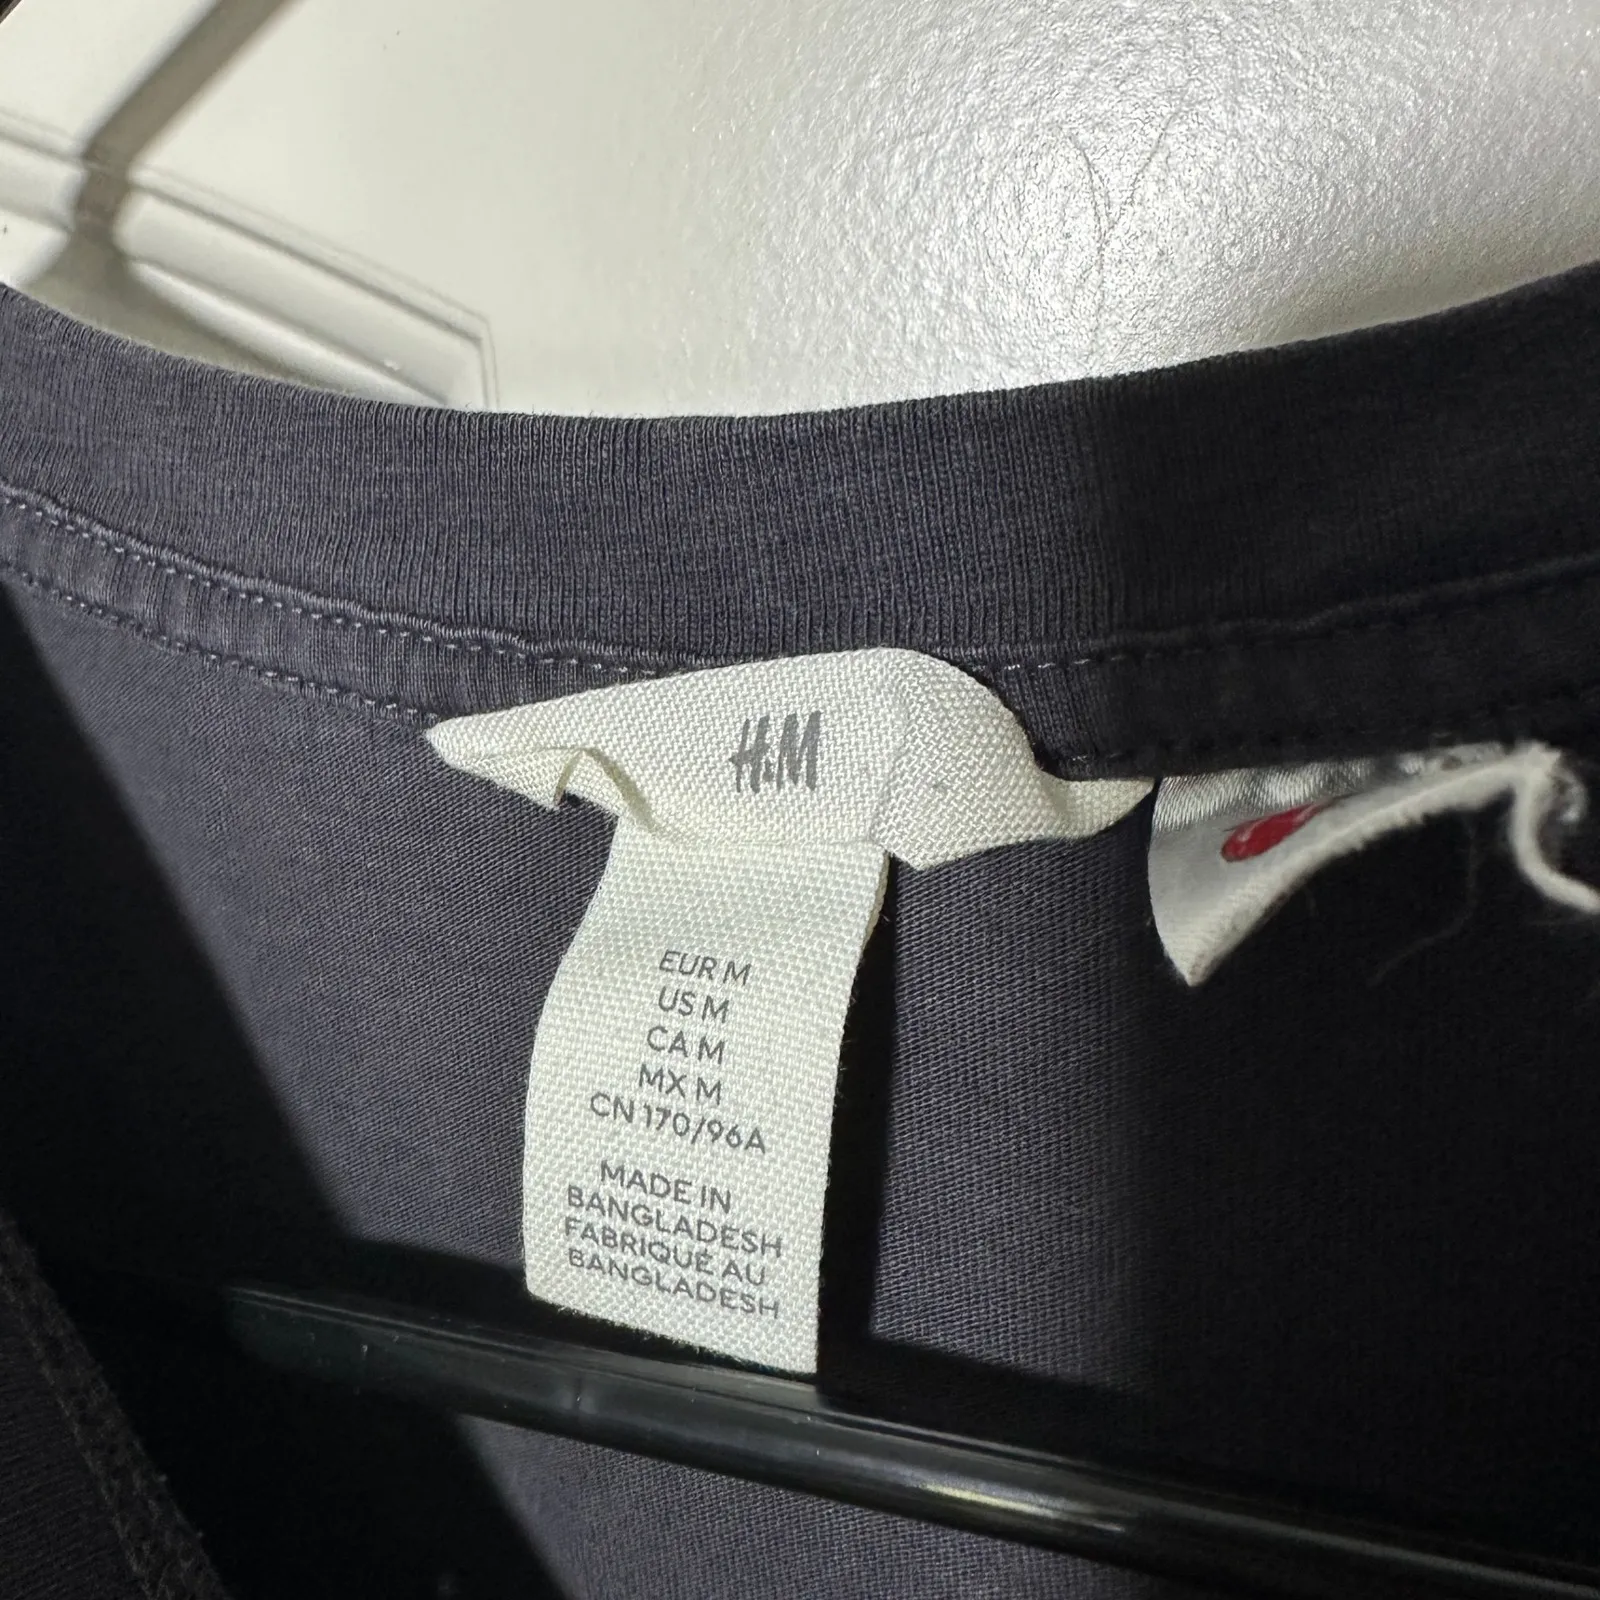 H&M
EUR M
US M
CA M
MX M
CN 170/96A
MADE IN
BANGLADESH
FABRIQUÉ AU
BANGLADESH